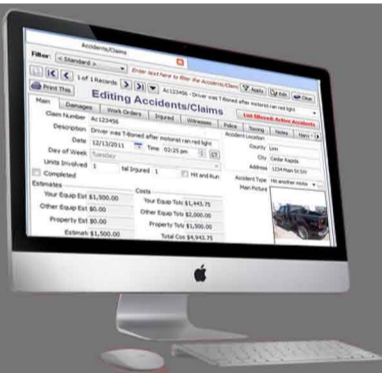 Accidents/Claims
Filter: < Standard > Enter text here to filter the Accidents/Claims Apply Edit Clear
1 of 1 Records Ac123456 - Driver was T-Boned after motorist ran red light
Print This Editing Accidents/Claims List filtered: Active Accidents
Main Damages Work Orders Injured Witnesses Police Towing Notes
Claim Number Ac123456
Description Driver was T-Boned after motorist ran red light
Date 12/13/2011 Time 02:25 pm
Day of Week Tuesday
Units Involved 1 tal Injured 1 Hit and Run
Completed
Accident Location
County Linn
City Cedar Rapids
Address 1234 Main St SW
Accident Type Hit another mote
Main Picture
Estimates
Your Equip Est $1,500.00
Other Equip Est $0.00
Property Est $0.00
Estimate $1,500.00
Costs
Your Equip Tota $1,443.75
Other Equip Tota $2,000.00
Property Tota $1,500.00
Total Cos $4,943.75